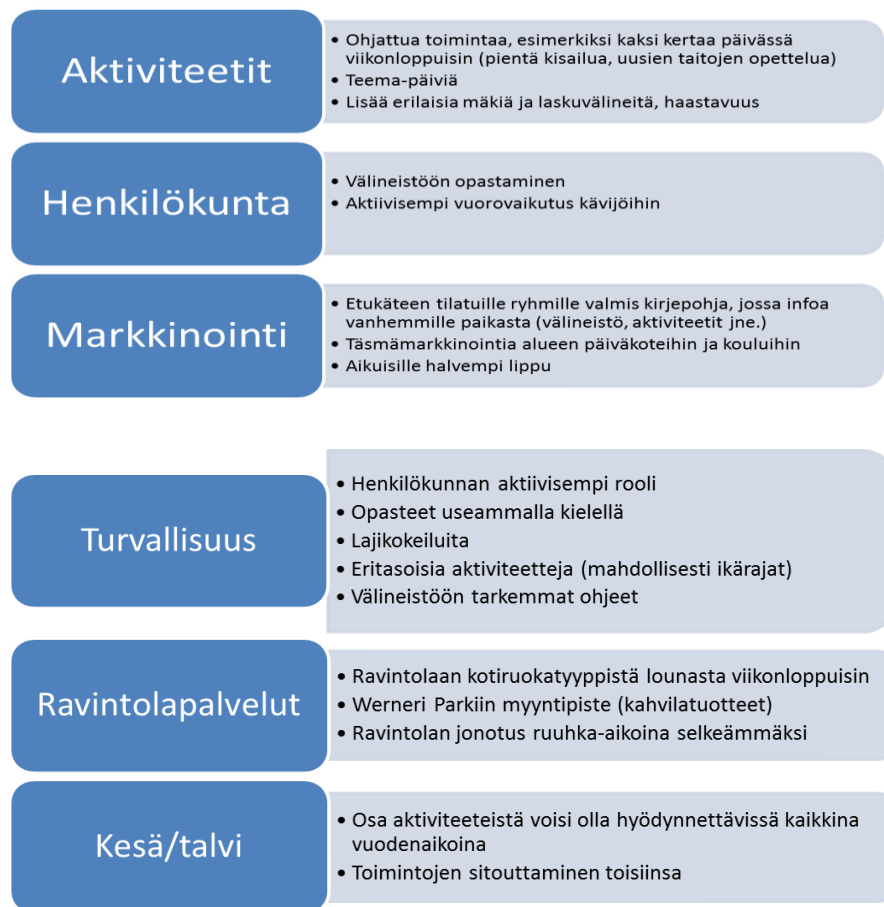 Aktiviteetit
• Ohjattua toimintaa, esimerkiksi kaksi kertaa päivässä
viikonloppuisin (pientä kisailua, uusien taitojen opettelua)
• Teema-päiviä
• Lisää erilaisia mäkiä ja laskuvälineitä, haastavuus
Henkilökunta
• Välineistöön opastaminen
• Aktiivisempi vuorovaikutus kävijöihin
Markkinointi
• Etukäteen tilatuille ryhmille valmis kirjepohja, jossa infoa
vanhemmille paikasta (välineistö, aktiviteetit jne.)
• Täsmämarkkinointia alueen päiväkoteihin ja kouluihin
• Aikuisille halvempi lippu
Turvallisuus
• Henkilökunnan aktiivisempi rooli
• Opasteet useammalla kielellä
• Lajikokeiluita
• Eritasoisia aktiviteetteja (mahdollisesti ikärajat)
• Välineistöön tarkemmat ohjeet
Ravintolapalvelut
• Ravintolaan kotiruokatyyppistä lounasta viikonloppuisin
• Werneri Parkiin myyntipiste (kahvilatuotteet)
• Ravintolan jonotus ruuhka-aikoina selkeämmäksi
Kesä/talvi
• Osa aktiviteeteistä voisi olla hyödynnettävissä kaikkina
vuodenaikoina
• Toimintojen sitouttaminen toisiinsa